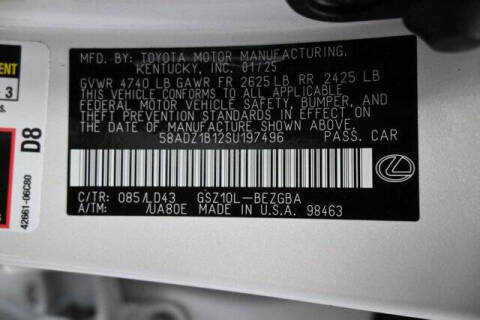 MFD. BY: TOYOTA MOTOR MANUFACTURING.
KENTUCKY, INC. 01/25
GVWR 4740 LB GAWR FR 2625 LB RR 2425 LB
THIS VEHICLE CONFORMS TO ALL APPLICABLE
FEDERAL MOTOR VEHICLE SAFETY, BUMPER, AND
THEFT PREVENTION STANDARDS IN EFFECT ON
THE DATE OF MANUFACTURE SHOWN ABOVE.
58ADZ1B12SU197496 PASS. CAR
C/TR: 085/LD43 GSZ10L-BEZGBA
A/TM: /UA80E MADE IN U.S.A. 98463
3
D8
42661-06C80